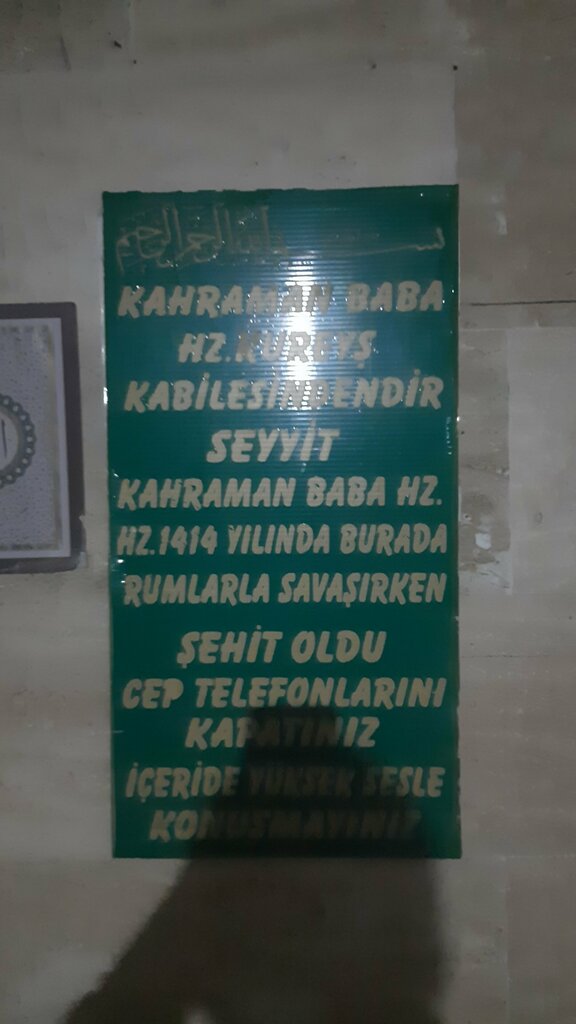 بسم الله الرحمن الرحيم
KAHRAMAN BABA
HZ.KUREYŞ
KABİLESİNDENDİR
SEYYİT
KAHRAMAN BABA HZ.
HZ.1414 YILINDA BURADA
RUMLARLA SAVAŞIRKEN
ŞEHİT OLDU
CEP TELEFONLARINI
KAPATINIZ
İÇERİDE YÜKSEK SESLE
KONUŞMAYINIZ